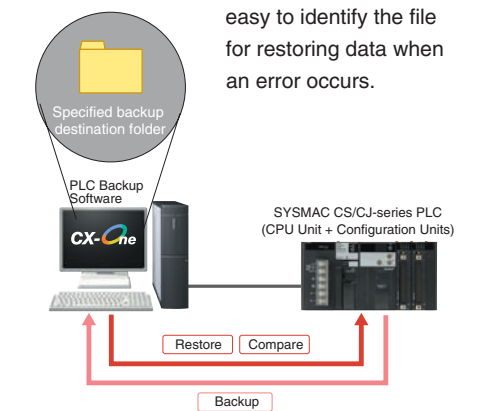 easy to identify the file
for restoring data when
an error occurs.
Specified backup
destination folder
PLC Backup
Software
CX-One
SYSMAC CS/CJ-series PLC
(CPU Unit + Configuration Units)
Restore
Compare
Backup